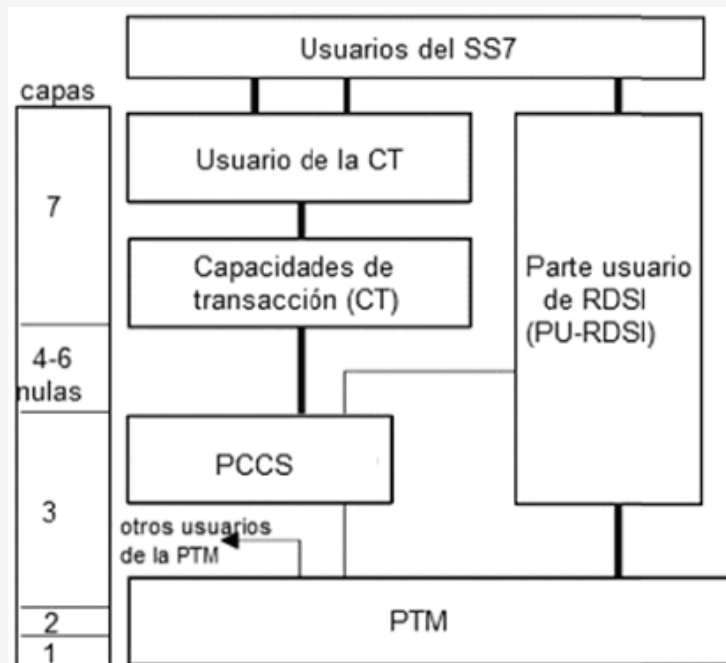 Usuarios del SS7
capas
Usuario de la CT
7
Capacidades de
transacción (CT)
Parte usuario
de RDSI
(PU-RDSI)
4-6
nulas
PCCS
3
otros usuarios
de la PTM
PTM
2
1